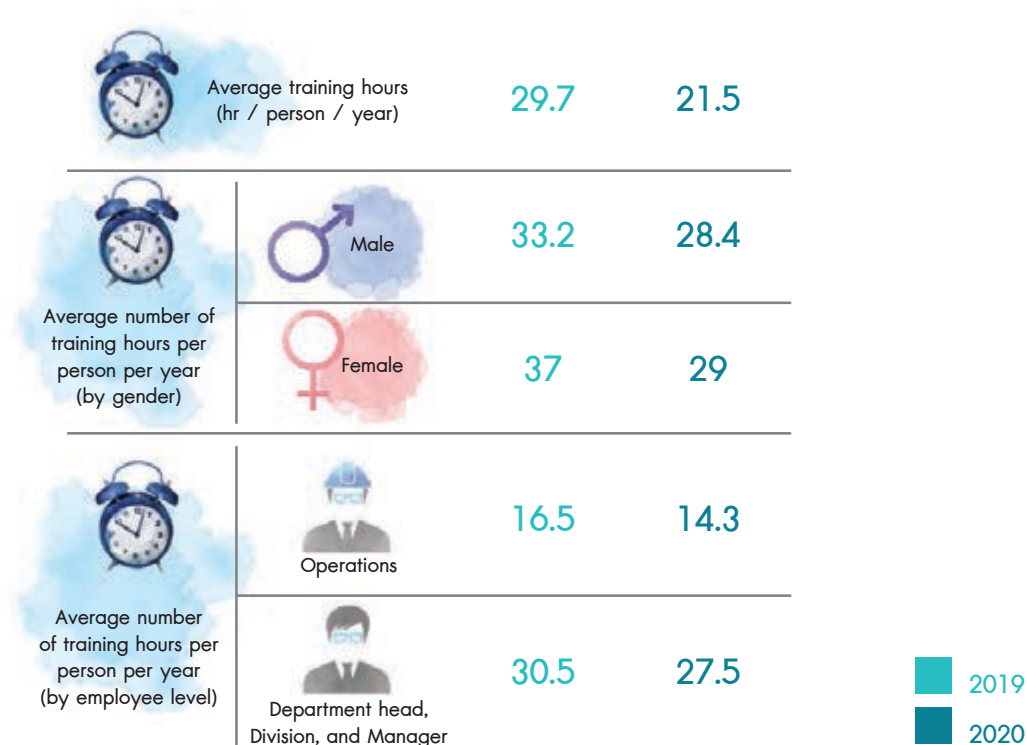 Average training hours
(hr / person / year)
29.7
21.5
Average number of
training hours per
person per year
(by gender)
Male
33.2
28.4
Female
37
29
Average number
of training hours per
person per year
(by employee level)
Operations
16.5
14.3
Department head,
Division, and Manager
30.5
27.5
2019
2020